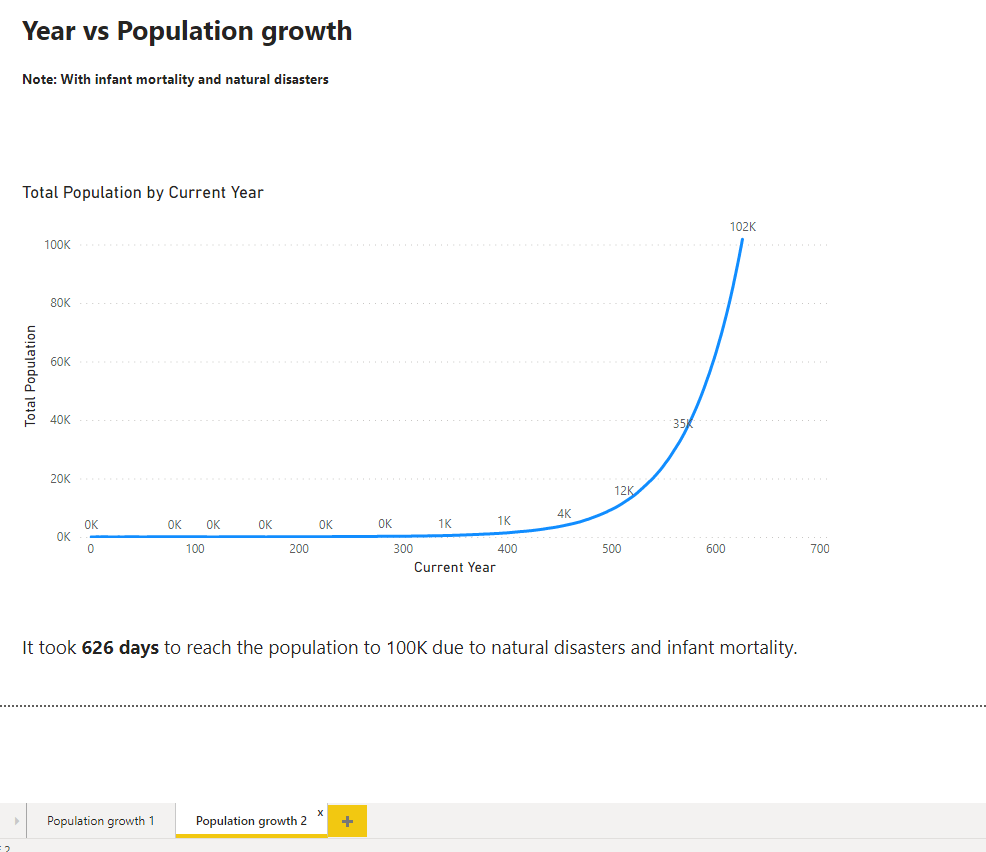 Year vs Population growth
Note: With infant mortality and natural disasters
Total Population by Current Year
102K
100K
80K
60K
40K
35K
20K
12K
4K
1K
1K
0K
0K
0K
0K
0K
0K
0K
Total Population
0 100 200 300 400 500 600 700
Current Year
It took 626 days to reach the population to 100K due to natural disasters and infant mortality.
Population growth 1
Population growth 2 x +